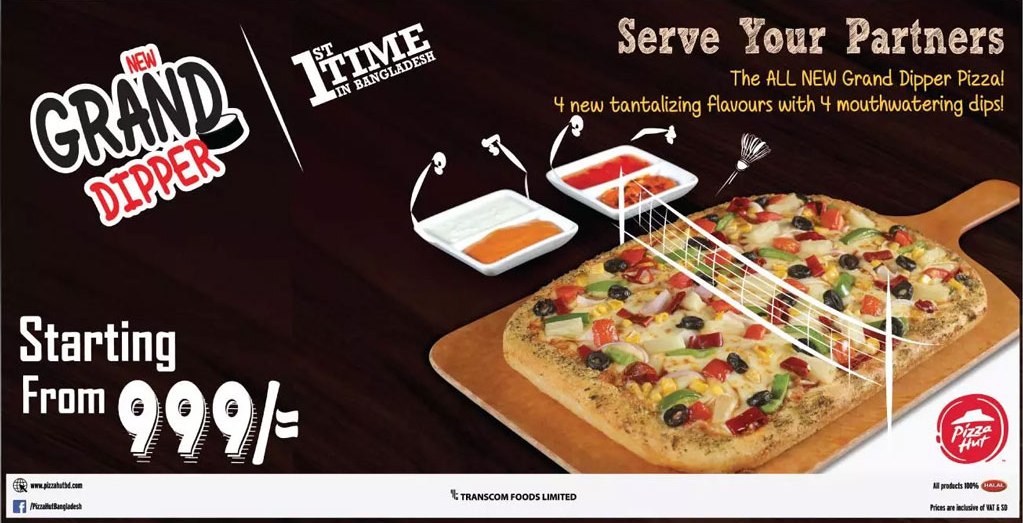 NEW
GRAND
DIPPER
1ST TIME
IN BANGLADESH
Serve Your Partners
The ALL NEW Grand Dipper Pizza!
4 new tantalizing flavours with 4 mouthwatering dips!
Starting
From 999/=
Pizza
Hut
www.pizzahutbd.com
/PizzaHutBangladesh
TRANSCOM FOODS LIMITED
All products 100% HALAL
Prices are inclusive of VAT & SD